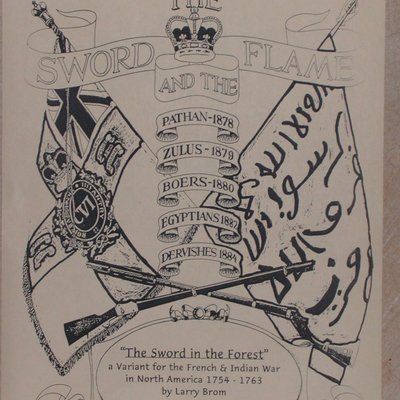 THE
SWORD AND THE FLAME
PATHAN-1878
ZULUS-1879
BOERS-1880
EGYPTIANS 1882
DERVISHES 1884
"The Sword in the Forest"
a Variant for the French & Indian War
in North America 1754 - 1763
by Larry Brom